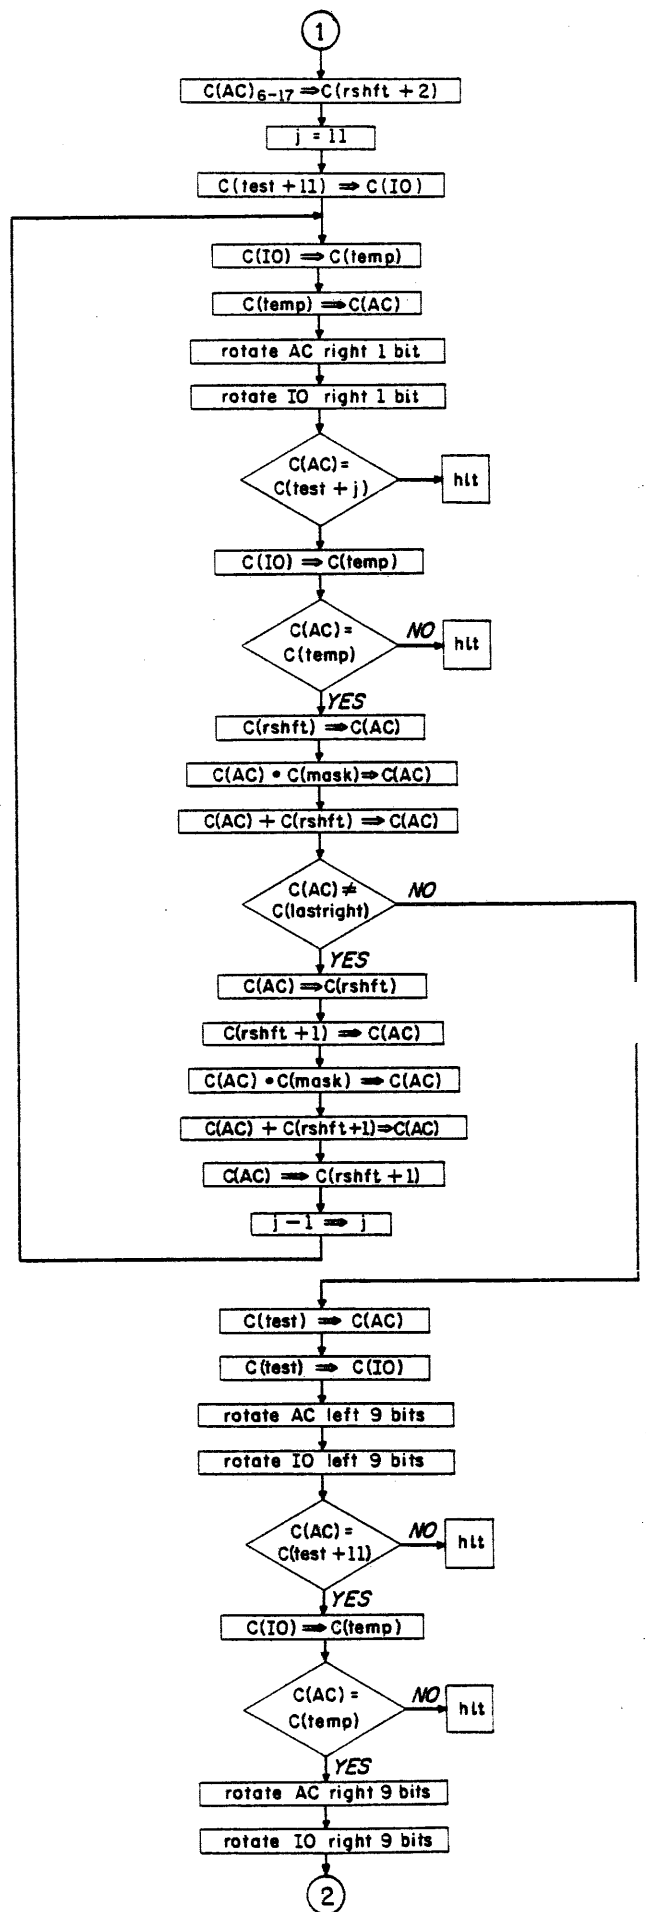 1
C(AC)6-17 ⇒ C(rshft + 2)
j = 11
C(test + 11) ⇒ C(IO)
C(IO) ⇒ C(temp)
C(temp) ⇒ C(AC)
rotate AC right 1 bit
rotate IO right 1 bit
C(AC) =
C(test + j)
hlt
C(IO) ⇒ C(temp)
C(AC) =
C(temp)
NO
hlt
YES
C(rshft) ⇒ C(AC)
C(AC) • C(mask) ⇒ C(AC)
C(AC) + C(rshft) ⇒ C(AC)
C(AC) ≠
C(lastright)
NO
YES
C(AC) ⇒ C(rshft)
C(rshft + 1) ⇒ C(AC)
C(AC) • C(mask) ⇒ C(AC)
C(AC) + C(rshft+1) ⇒ C(AC)
C(AC) ⇒ C(rshft + 1)
j - 1 ⇒ j
C(test) ⇒ C(AC)
C(test) ⇒ C(IO)
rotate AC left 9 bits
rotate IO left 9 bits
C(AC) =
C(test + 11)
NO
hlt
YES
C(IO) ⇒ C(temp)
C(AC) =
C(temp)
NO
hlt
YES
rotate AC right 9 bits
rotate IO right 9 bits
2